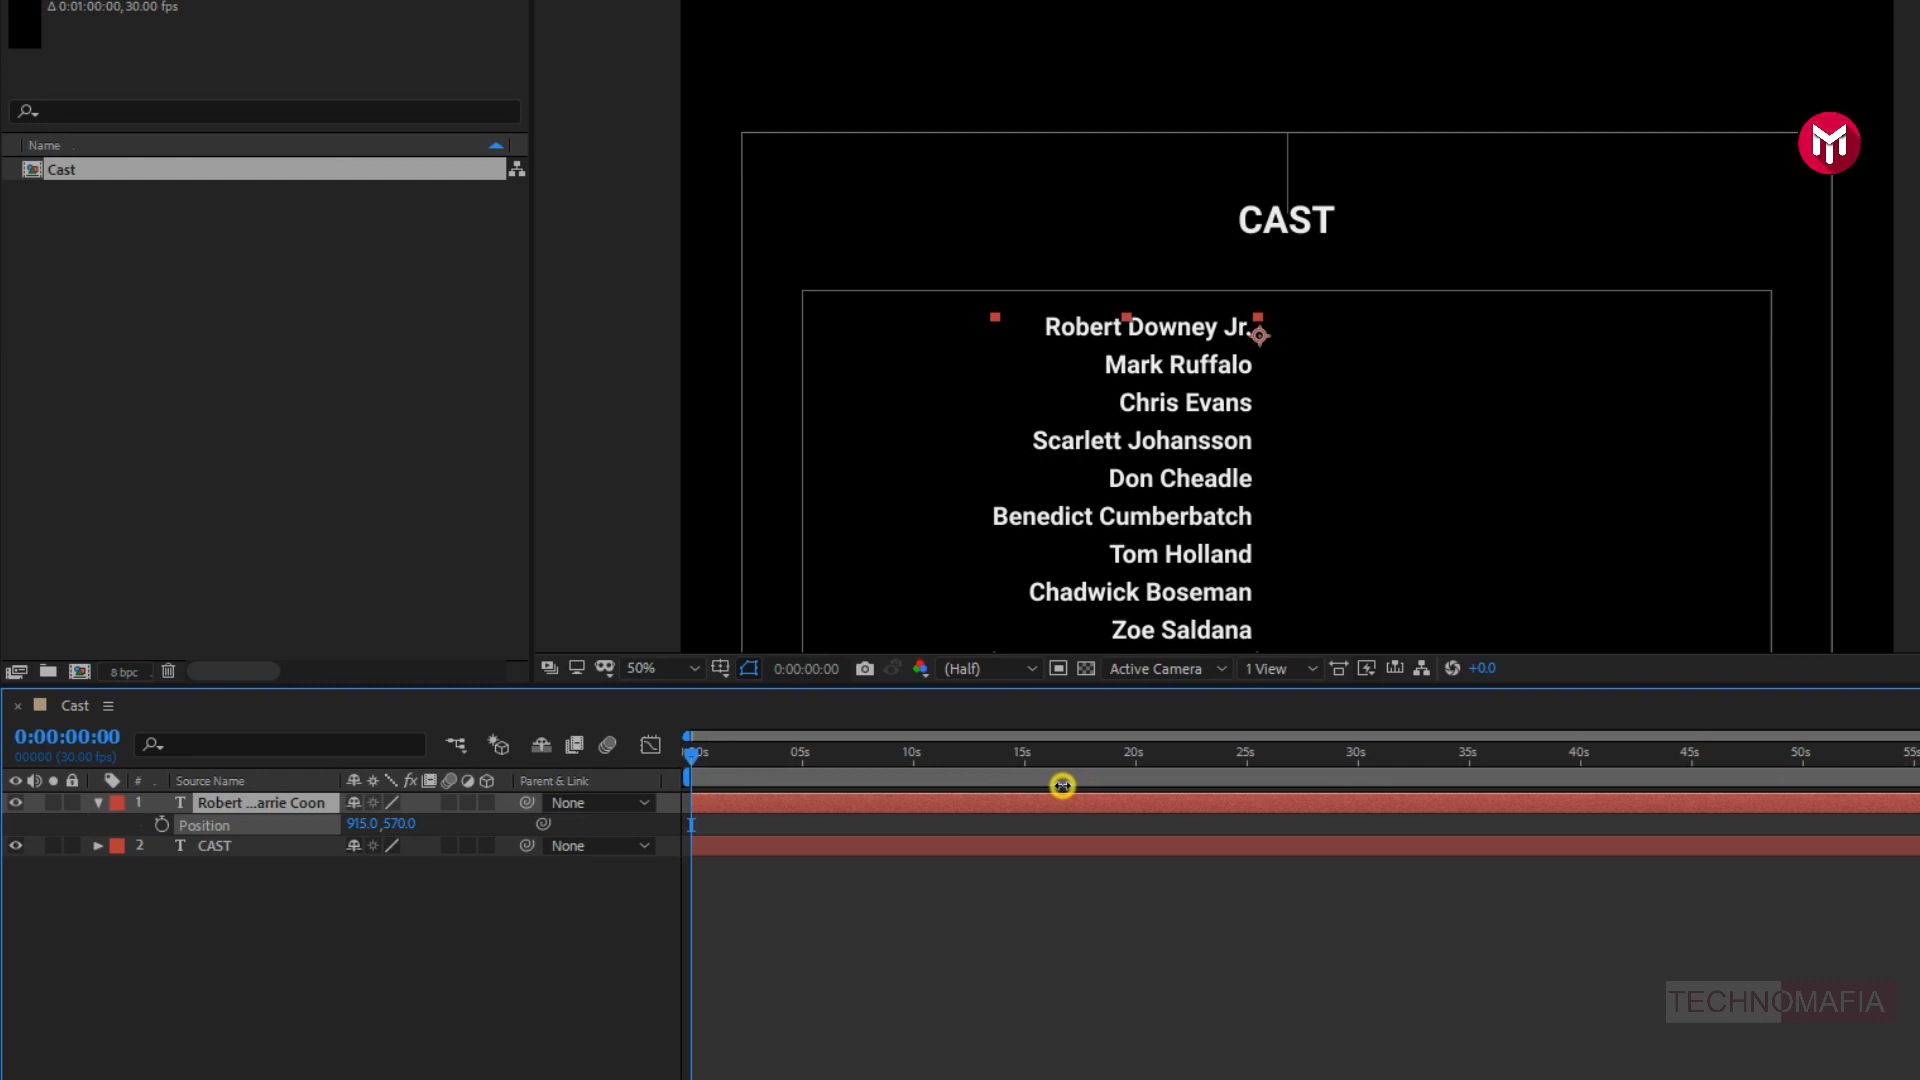 Δ 0:01:00:00, 30.00 fps
Name
Cast
CAST
Robert Downey Jr.
Mark Ruffalo
Chris Evans
Scarlett Johansson
Don Cheadle
Benedict Cumberbatch
Tom Holland
Chadwick Boseman
Zoe Saldana
8 bpc
50%
0:00:00:00
(Half)
Active Camera
1 View
+0.0
Cast
0:00:00:00
00000 (30.00 fps)
05s 10s 15s 20s 25s 30s 35s 40s 45s 50s 55s
# Source Name fx Parent & Link
1 T Robert ...arrie Coon None
Position 915.0,570.0
2 T CAST None
TECHNOMAFIA